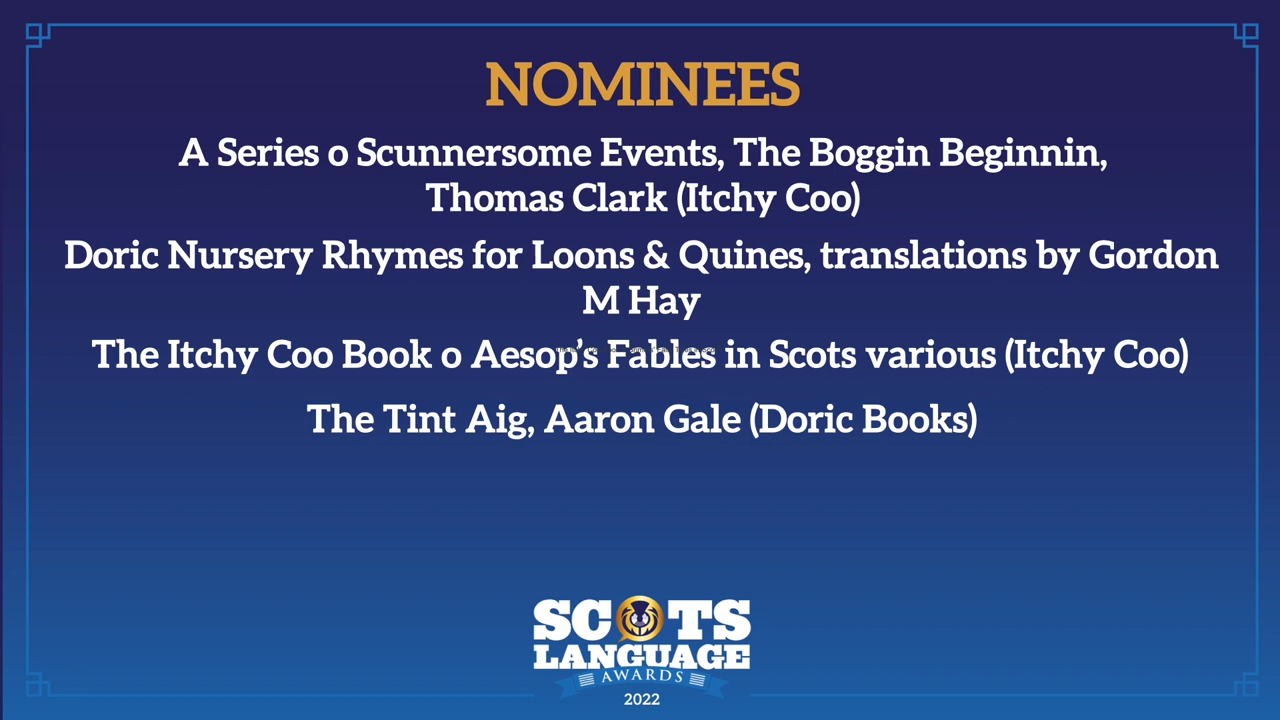 NOMINEES
A Series o Scunnersome Events, The Boggin Beginnin,
Thomas Clark (Itchy Coo)
Doric Nursery Rhymes for Loons & Quines, translations by Gordon
M Hay
The Itchy Coo Book o Aesop’s Fables in Scots various (Itchy Coo)
The Tint Aig, Aaron Gale (Doric Books)
SCOTS
LANGUAGE
AWARDS
2022